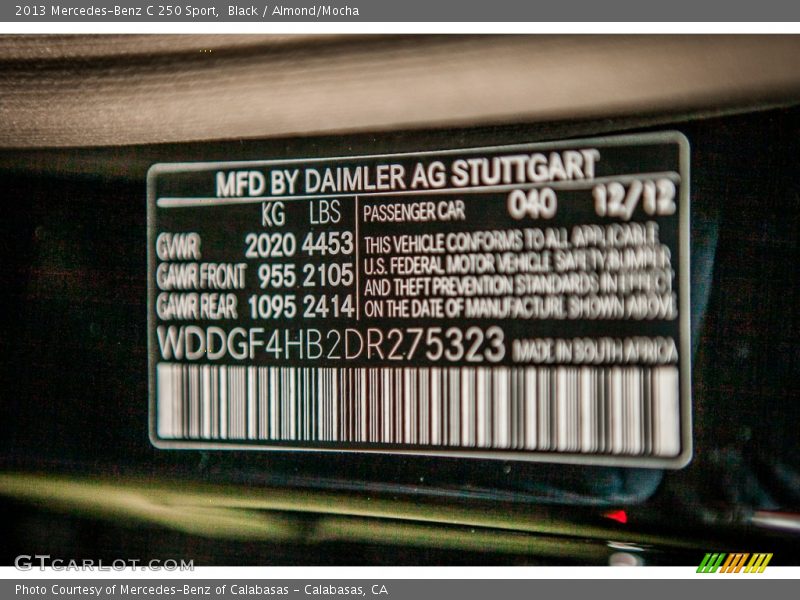 2013 Mercedes-Benz C 250 Sport, Black / Almond/Mocha
MFD BY DAIMLER AG STUTTGART
KG LBS PASSENGER CAR 040 12/12
GVWR 2020 4453 THIS VEHICLE CONFORMS TO ALL APPLICABLE
GAWR FRONT 955 2105 U.S. FEDERAL MOTOR VEHICLE SAFETY, BUMPER
GAWR REAR 1095 2414 AND THEFT PREVENTION STANDARDS IN EFFECT
ON THE DATE OF MANUFACTURE SHOWN ABOVE
WDDGF4HB2DR275323 MADE IN SOUTH AFRICA
GTCARLOT.COM
Photo Courtesy of Mercedes-Benz of Calabasas - Calabasas, CA